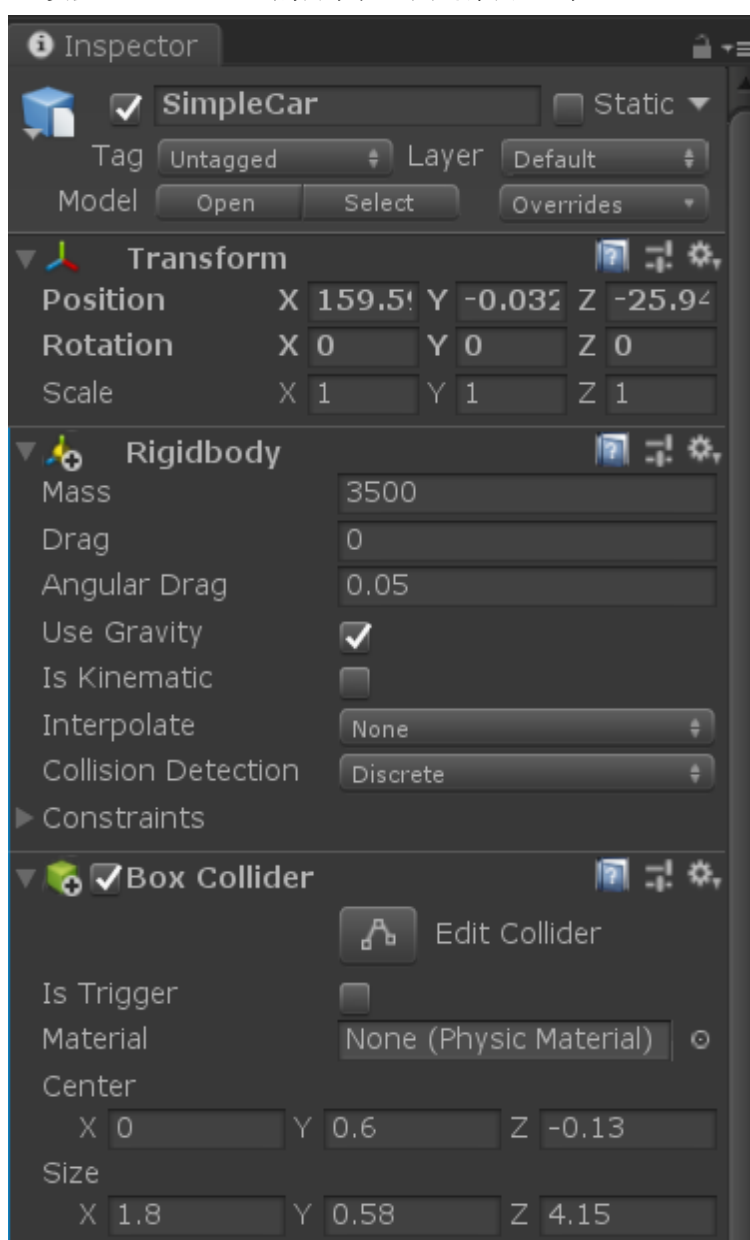 Inspector
SimpleCar Static
Tag Untagged Layer Default
Model Open Select Overrides
Transform
Position X 159.5 Y -0.032 Z -25.94
Rotation X 0 Y 0 Z 0
Scale X 1 Y 1 Z 1
Rigidbody
Mass 3500
Drag 0
Angular Drag 0.05
Use Gravity
Is Kinematic
Interpolate None
Collision Detection Discrete
Constraints
Box Collider
Edit Collider
Is Trigger
Material None (Physic Material)
Center
X 0 Y 0.6 Z -0.13
Size
X 1.8 Y 0.58 Z 4.15